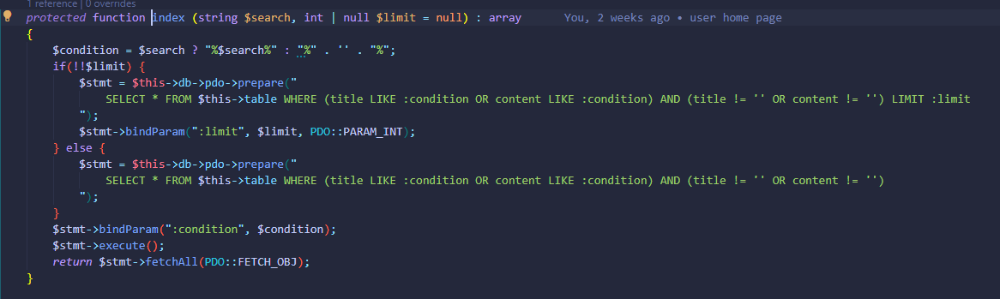 1 reference | 0 overrides
protected function index (string $search, int | null $limit = null) : array You, 2 weeks ago • user home page
{
$condition = $search ? "%$search%" : "%" . '' . "%";
if(!!$limit) {
$stmt = $this->db->pdo->prepare("
SELECT * FROM $this->table WHERE (title LIKE :condition OR content LIKE :condition) AND (title != '' OR content != '') LIMIT :limit
");
$stmt->bindParam(":limit", $limit, PDO::PARAM_INT);
} else {
$stmt = $this->db->pdo->prepare("
SELECT * FROM $this->table WHERE (title LIKE :condition OR content LIKE :condition) AND (title != '' OR content != '')
");
}
$stmt->bindParam(":condition", $condition);
$stmt->execute();
return $stmt->fetchAll(PDO::FETCH_OBJ);
}